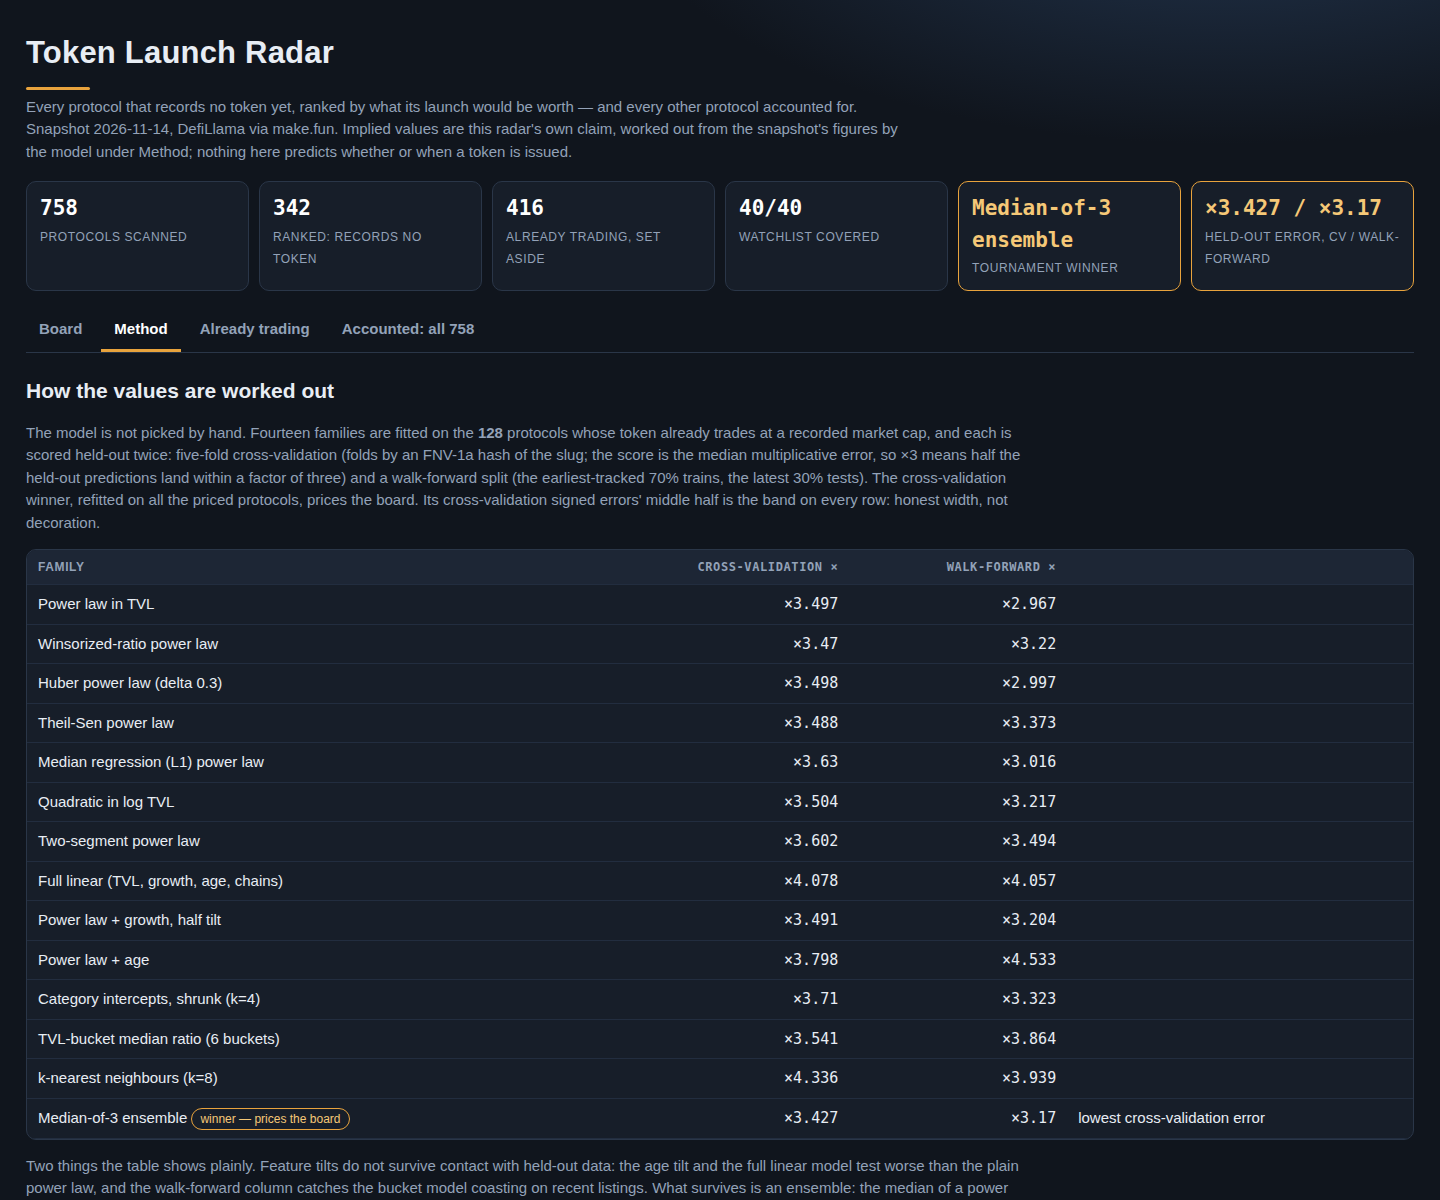 Token Launch Radar
Every protocol that records no token yet, ranked by what its launch would be worth — and every other protocol accounted for.
Snapshot 2026-11-14, DefiLlama via make.fun. Implied values are this radar's own claim, worked out from the snapshot's figures by
the model under Method; nothing here predicts whether or when a token is issued.
758
PROTOCOLS SCANNED
342
RANKED: RECORDS NO
TOKEN
416
ALREADY TRADING, SET
ASIDE
40/40
WATCHLIST COVERED
Median-of-3
ensemble
TOURNAMENT WINNER
×3.427 / ×3.17
HELD-OUT ERROR, CV / WALK-
FORWARD
Board Method Already trading Accounted: all 758
How the values are worked out
The model is not picked by hand. Fourteen families are fitted on the 128 protocols whose token already trades at a recorded market cap, and each is
scored held-out twice: five-fold cross-validation (folds by an FNV-1a hash of the slug; the score is the median multiplicative error, so ×3 means half the
held-out predictions land within a factor of three) and a walk-forward split (the earliest-tracked 70% trains, the latest 30% tests). The cross-validation
winner, refitted on all the priced protocols, prices the board. Its cross-validation signed errors' middle half is the band on every row: honest width, not
decoration.
FAMILY CROSS-VALIDATION × WALK-FORWARD ×
Power law in TVL ×3.497 ×2.967
Winsorized-ratio power law ×3.47 ×3.22
Huber power law (delta 0.3) ×3.498 ×2.997
Theil-Sen power law ×3.488 ×3.373
Median regression (L1) power law ×3.63 ×3.016
Quadratic in log TVL ×3.504 ×3.217
Two-segment power law ×3.602 ×3.494
Full linear (TVL, growth, age, chains) ×4.078 ×4.057
Power law + growth, half tilt ×3.491 ×3.204
Power law + age ×3.798 ×4.533
Category intercepts, shrunk (k=4) ×3.71 ×3.323
TVL-bucket median ratio (6 buckets) ×3.541 ×3.864
k-nearest neighbours (k=8) ×4.336 ×3.939
Median-of-3 ensemble winner — prices the board ×3.427 ×3.17 lowest cross-validation error
Two things the table shows plainly. Feature tilts do not survive contact with held-out data: the age tilt and the full linear model test worse than the plain
power law, and the walk-forward column catches the bucket model coasting on recent listings. What survives is an ensemble: the median of a power